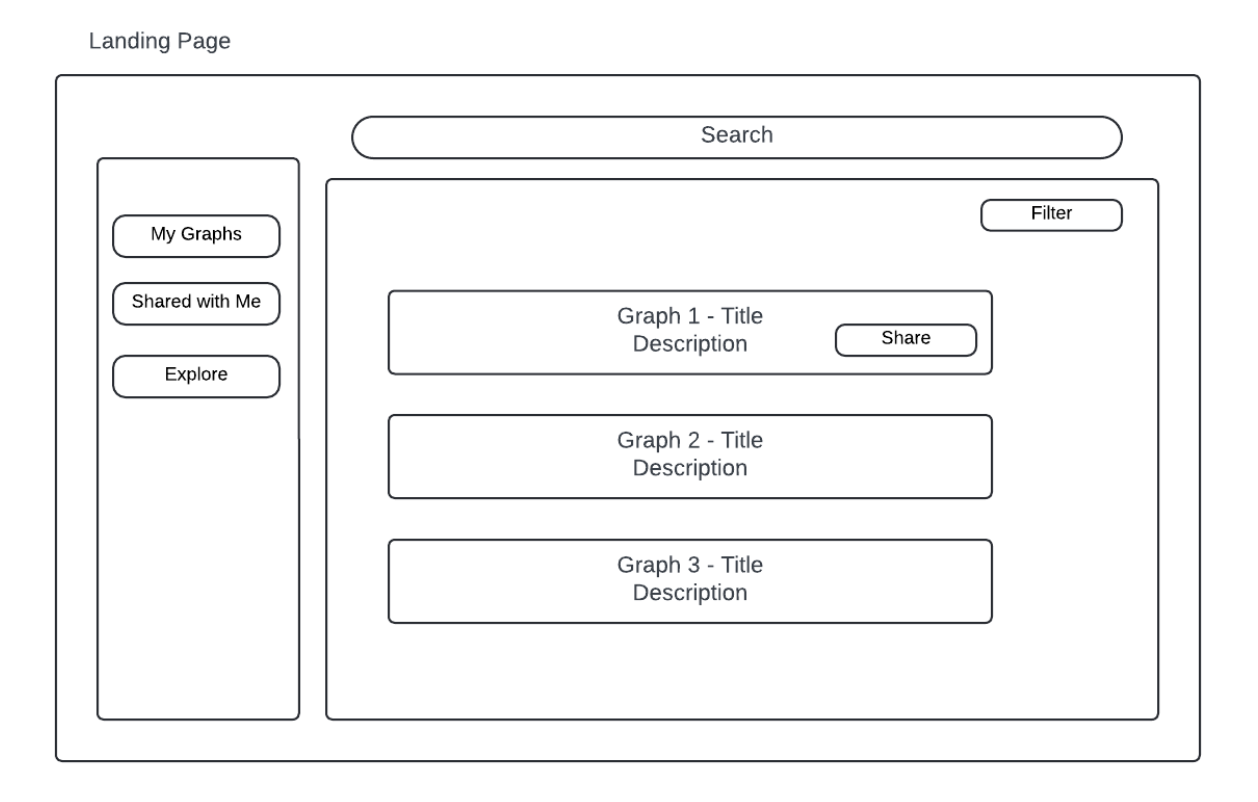 Landing Page
Search
My Graphs
Shared with Me
Explore
Filter
Graph 1 - Title
Description
Share
Graph 2 - Title
Description
Graph 3 - Title
Description